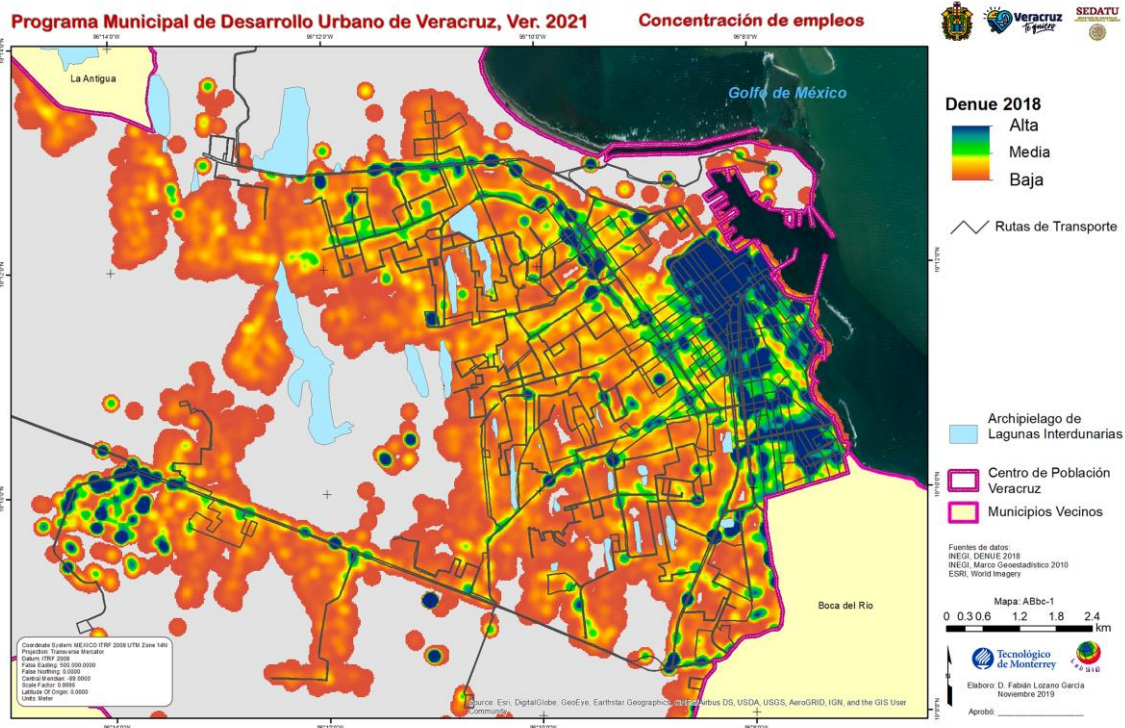 Programa Municipal de Desarrollo Urbano de Veracruz, Ver. 2021
Concentración de empleos
Veracruz
Te quiero
SEDATU
96°14'0"W
96°12'0"W
96°10'0"W
96°8'0"W
La Antigua
Golfo de México
Boca del Río
Denue 2018
Alta
Media
Baja
Rutas de Transporte
Archipielago de
Lagunas Interdunarias
Centro de Población
Veracruz
Municipios Vecinos
Fuentes de datos:
INEGI, DENUE 2018
INEGI, Marco Geoestadístico 2010
ESRI, World Imagery
Mapa: ABbc-1
0 0.3 0.6 1.2 1.8 2.4
km
Tecnológico
de Monterrey
LabSIG
Elaboro: D. Fabián Lozano García
Noviembre 2019
Aprobó:
Coordinate System: MEXICO ITRF 2008 UTM Zone 14N
Projection: Transverse Mercator
Datum: ITRF 2008
False Easting: 500,000.0000
False Northing: 0.0000
Central Meridian: -99.0000
Scale Factor: 0.9996
Latitude Of Origin: 0.0000
Units: Meter
Source: Esri, DigitalGlobe, GeoEye, Earthstar Geographics, CNES/Airbus DS, USDA, USGS, AeroGRID, IGN, and the GIS User
Community